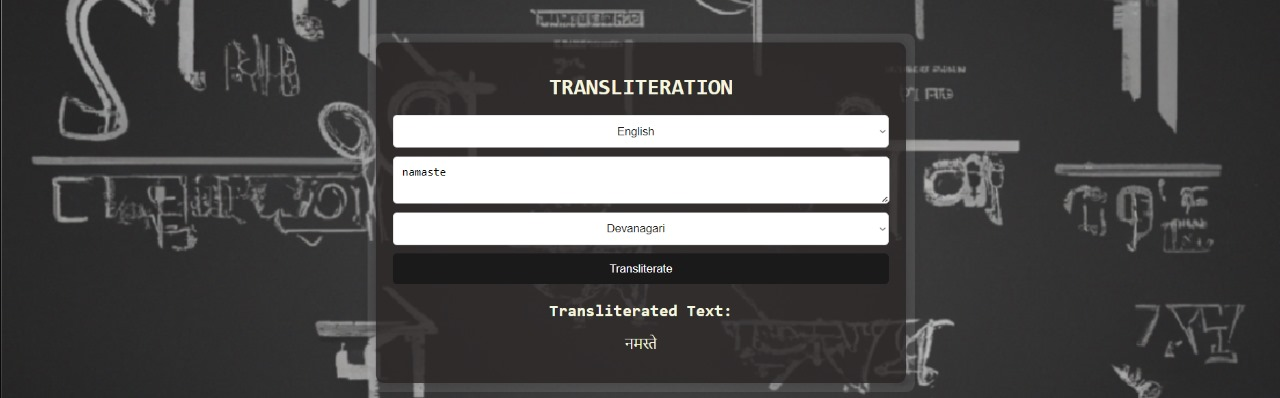 TRANSLITERATION
English
namaste
Devanagari
Transliterate
Transliterated Text:
नमस्ते